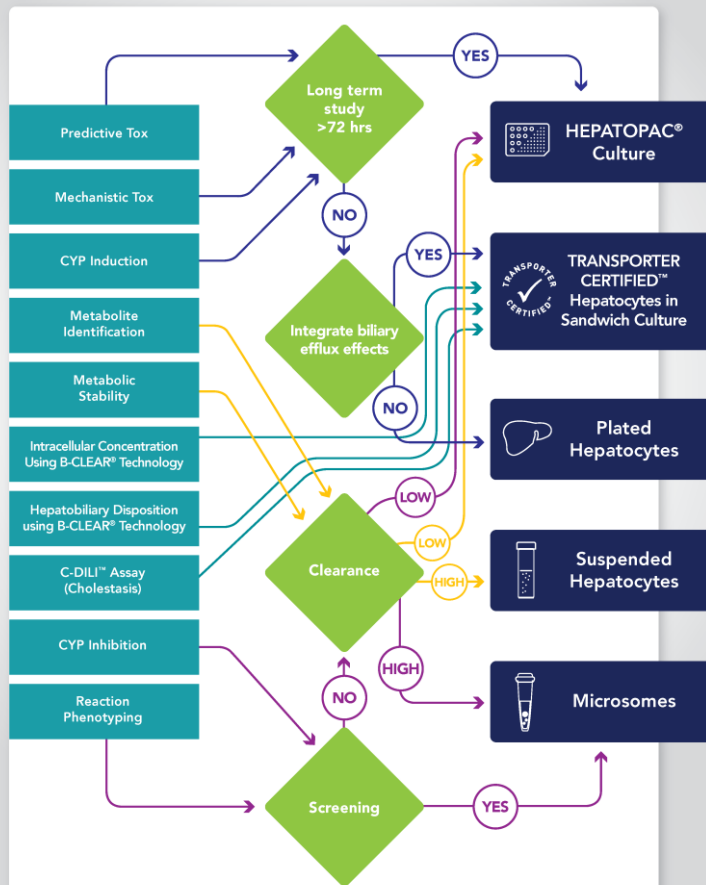 Predictive Tox
Mechanistic Tox
CYP Induction
Metabolite
Identification
Metabolic
Stability
Intracellular Concentration
Using B-CLEAR® Technology
Hepatobiliary Disposition
using B-CLEAR® Technology
C-DILI™ Assay
(Cholestasis)
CYP Inhibition
Reaction
Phenotyping
Long term
study
>72 hrs
YES
NO
Integrate biliary
efflux effects
YES
NO
Clearance
LOW
LOW
HIGH
HIGH
NO
Screening
YES
HEPATOPAC®
Culture
TRANSPORTER
CERTIFIED™
TRANSPORTER
CERTIFIED™
Hepatocytes in
Sandwich Culture
Plated
Hepatocytes
Suspended
Hepatocytes
Microsomes